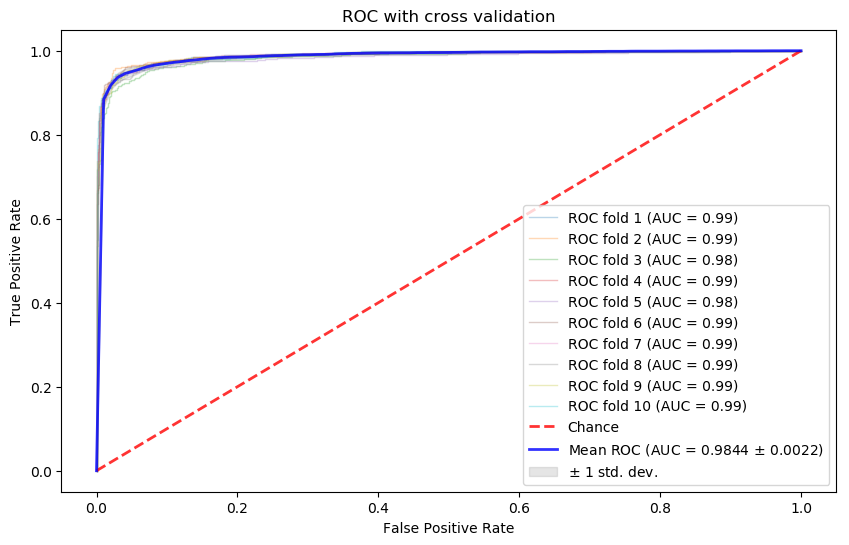 ROC with cross validation
True Positive Rate
1.0
0.8
0.6
0.4
0.2
0.0
ROC fold 1 (AUC = 0.99)
ROC fold 2 (AUC = 0.99)
ROC fold 3 (AUC = 0.98)
ROC fold 4 (AUC = 0.99)
ROC fold 5 (AUC = 0.98)
ROC fold 6 (AUC = 0.99)
ROC fold 7 (AUC = 0.99)
ROC fold 8 (AUC = 0.99)
ROC fold 9 (AUC = 0.99)
ROC fold 10 (AUC = 0.99)
Chance
Mean ROC (AUC = 0.9844 ± 0.0022)
± 1 std. dev.
0.0 0.2 0.4 0.6 0.8 1.0
False Positive Rate